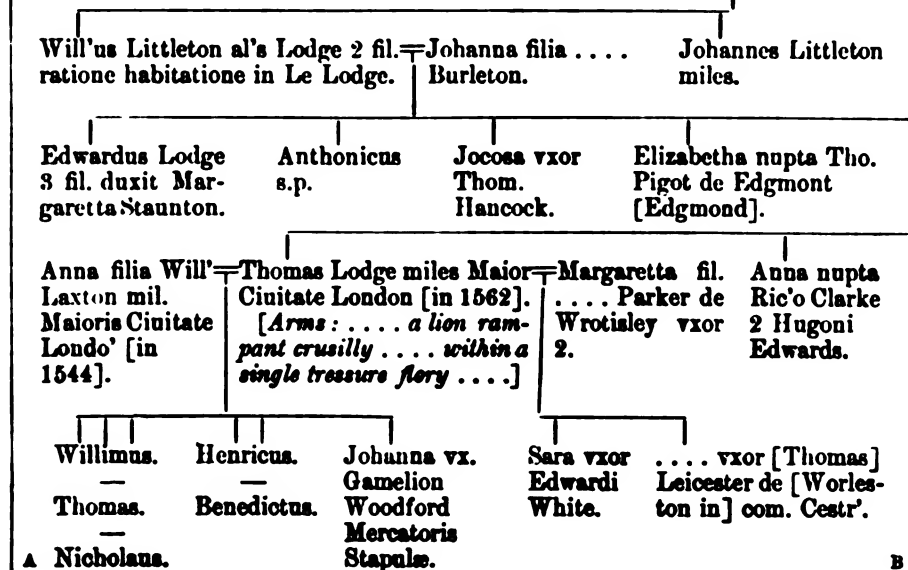 Will'us Littleton al's Lodge 2 fil.=Johanna filia . . . .
ratione habitatione in Le Lodge. Burleton.
Johannes Littleton
miles.
Edwardus Lodge
3 fil. duxit Mar-
garetta Staunton.
Anthonicus
s.p.
Jocosa vxor
Thom.
Hancock.
Elizabetha nupta Tho.
Pigot de Edgmont
[Edgmond].
Anna filia Will'
Laxton mil.
Maioris Ciuitate
Londo' [in
1544].
=Thomas Lodge miles Maior=
Ciuitate London [in 1562].
[Arms: . . . . a lion ram-
pant crusilly . . . . within a
single tressure flory . . . .]
Margaretta fil.
. . . . Parker de
Wrotisley vxor
2.
Anna nupta
Ric'o Clarke
2 Hugoni
Edwards.
Willimus.
—
Thomas.
—
Nicholaus.
Henricus.
—
Benedictus.
Johanna vx.
Gamelion
Woodford
Mercatoris
Stapulæ.
Sara vxor
Edwardi
White.
. . . . vxor [Thomas]
Leicester de [Worles-
ton in] com. Cestr'.
A
B